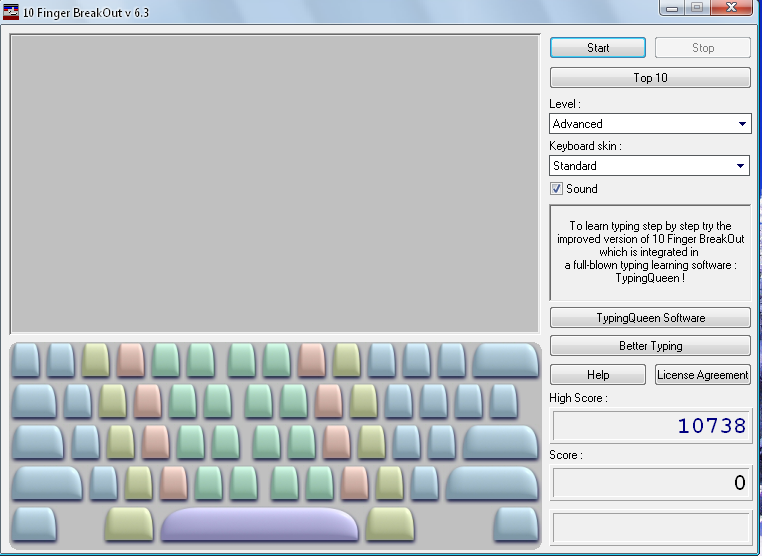 10 Finger BreakOut v 6.3
Start
Stop
Top 10
Level :
Advanced
Keyboard skin :
Standard
Sound
To learn typing step by step try the
improved version of 10 Finger BreakOut
which is integrated in
a full-blown typing learning software :
TypingQueen !
TypingQueen Software
Better Typing
Help
License Agreement
High Score :
10738
Score :
0